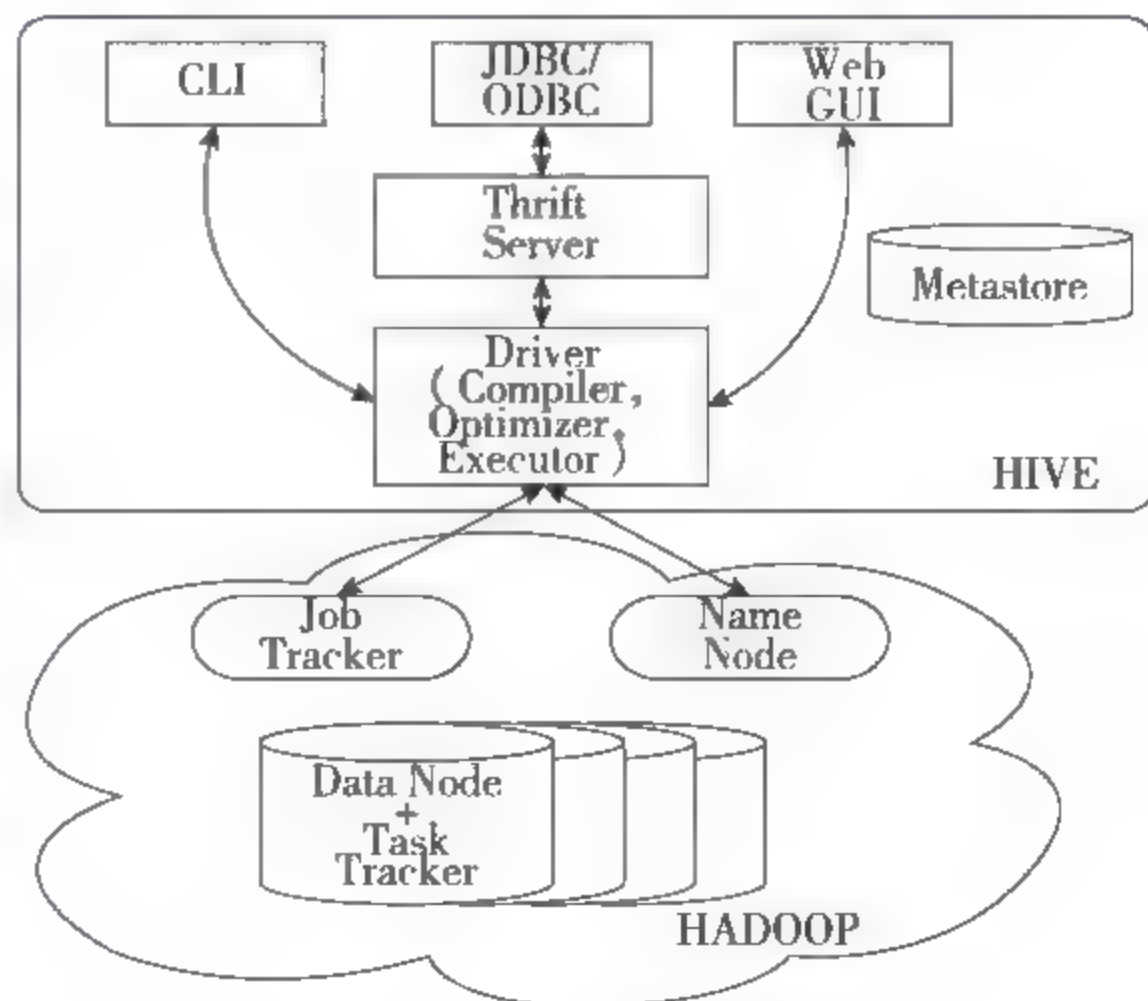 CLI
JDBC/
ODBC
Web
GUI
Thrift
Server
Metastore
Driver
(Compiler,
Optimizer,
Executor)
HIVE
Job
Tracker
Name
Node
Data Node
+
Task
Tracker
HADOOP